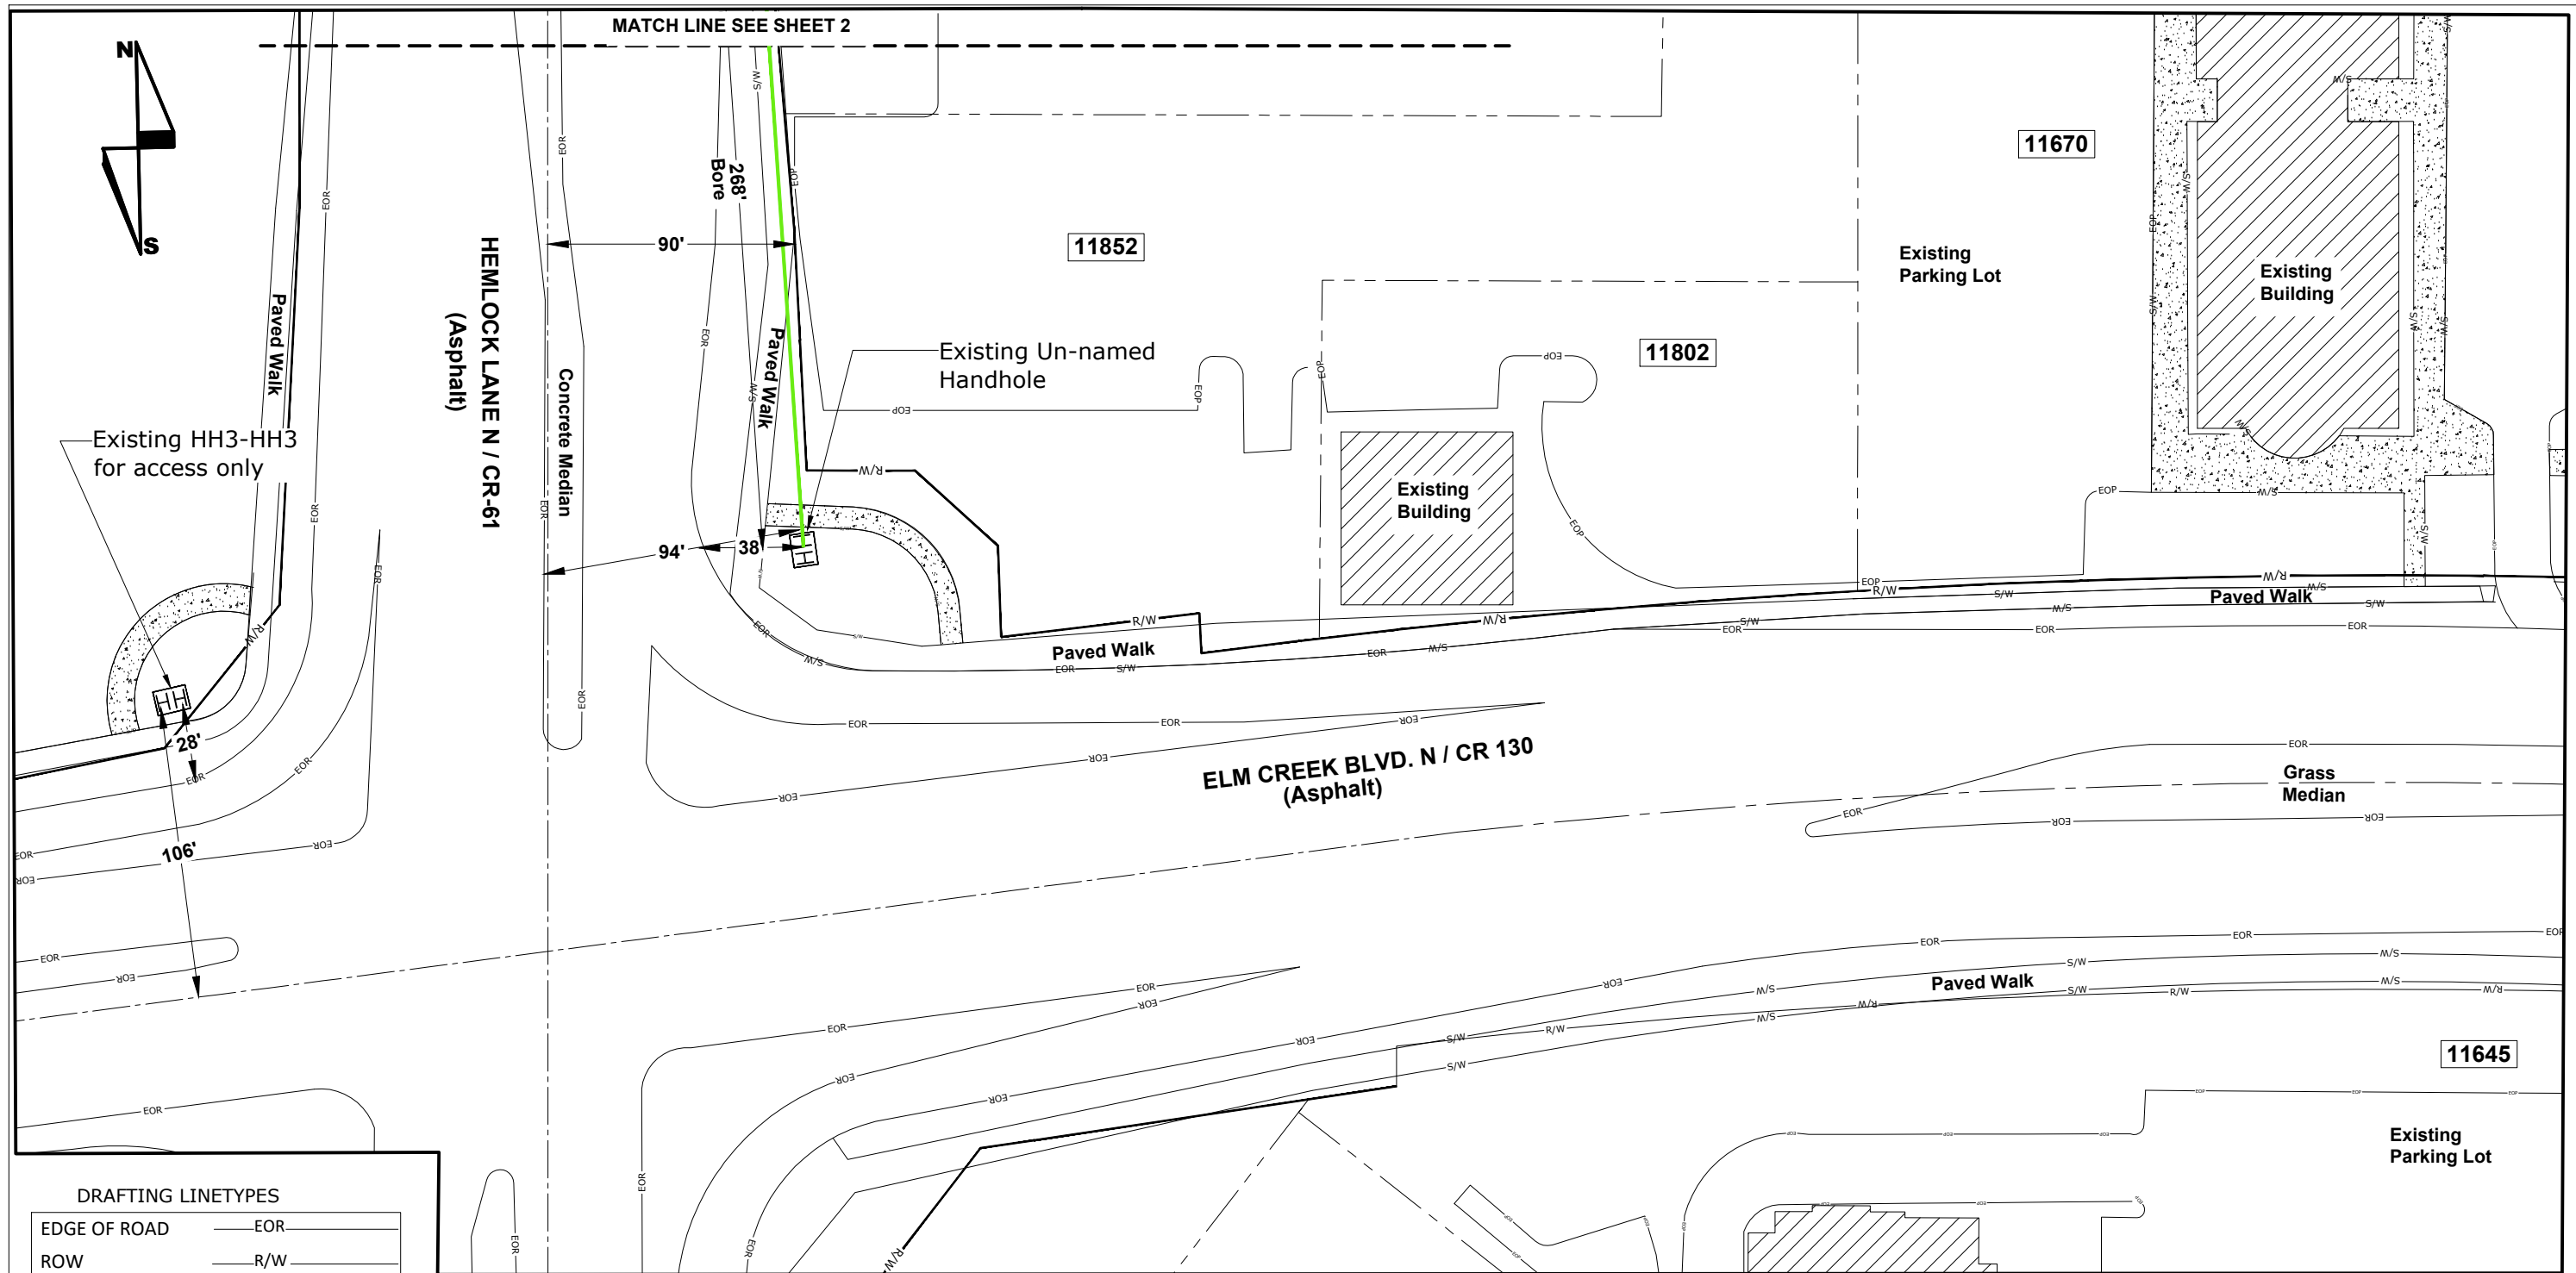 MATCH LINE SEE SHEET 2
N
S
268'
Bore
90'
11852
11670
11802
Existing
Parking Lot
Existing
Building
Paved Walk
HEMLOCK LANE N / CR-61
(Asphalt)
Concrete Median
Paved Walk
Existing Un-named
Handhole
Existing HH3-HH3
for access only
Existing
Building
94'
38'
H
HH
28'
106'
Paved Walk
Paved Walk
ELM CREEK BLVD. N / CR 130
(Asphalt)
Grass
Median
Paved Walk
11645
Existing
Parking Lot
EOR
EOP
S/W
R/W
DRAFTING LINETYPES
EDGE OF ROAD EOR
ROW R/W